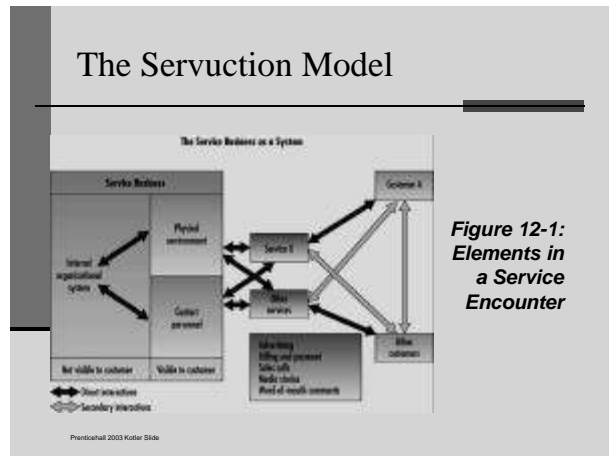 The Servuction Model
The Service Business as a System
Service Business
Customer A
Physical
environment
Service X
Internal
organizational
system
Other
services
Contact
personnel
Other
customers
Advertising
Billing and payment
Sales calls
Media stories
Word-of-mouth comments
Not visible to customer
Visible to customer
Direct interactions
Secondary interactions
Figure 12-1:
Elements in
a Service
Encounter
Prenticehall 2003 Kotler Slide